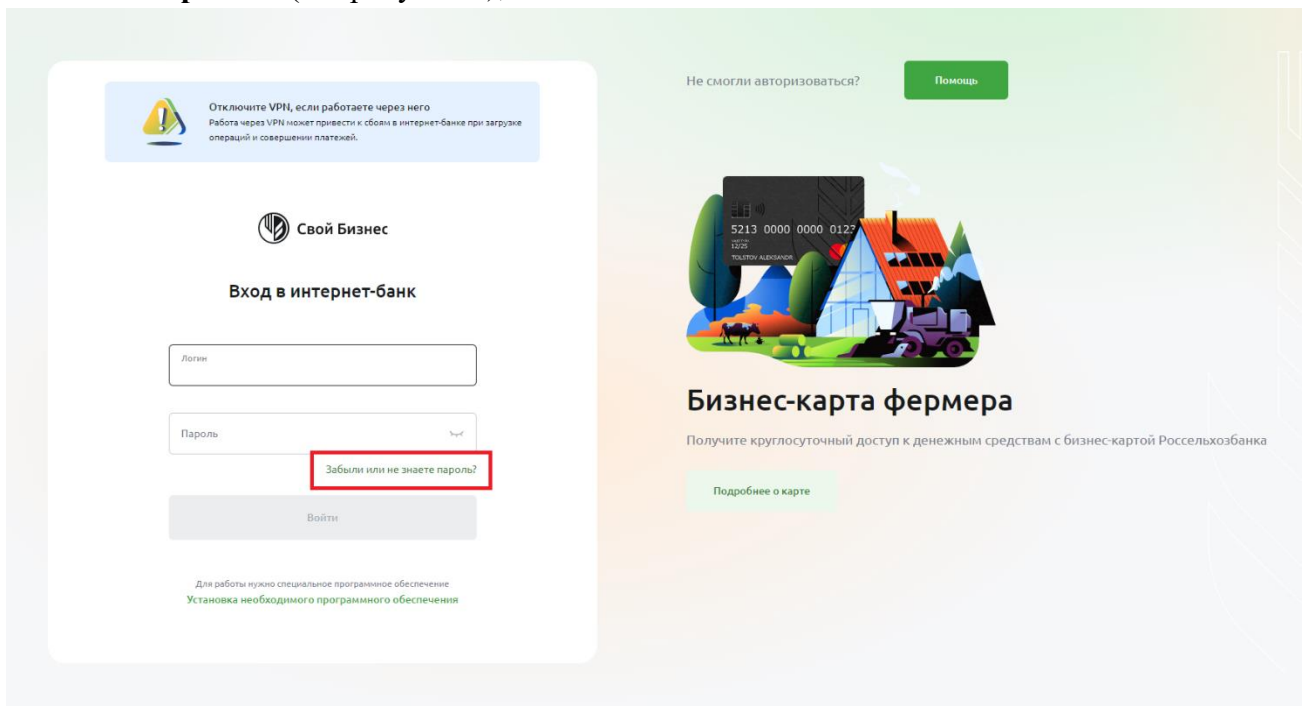 Отключите VPN, если работаете через него
Работа через VPN может привести к сбоям в интернет-банке при загрузке
операций и совершении платежей.
Свой Бизнес
Вход в интернет-банк
Логин
Пароль
Забыли или не знаете пароль?
Войти
Для работы нужно специальное программное обеспечение
Установка необходимого программного обеспечения
Не смогли авторизоваться?
Помощь
5213 0000 0000 0123
12/25
TOLSTOV ALEKSANDR
Бизнес-карта фермера
Получите круглосуточный доступ к денежным средствам с бизнес-картой Россельхозбанка
Подробнее о карте